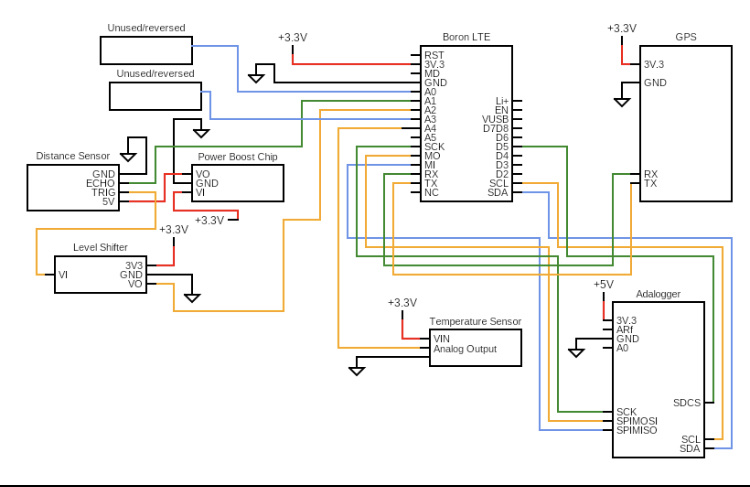 Unused/reversed
+3.3V
Boron LTE
+3.3V
GPS
RST
3V.3
MD
GND
A0
A1
A2
A3
A4
A5
SCK
MO
MI
RX
TX
NC
Li+
EN
VUSB
D7D8
D6
D5
D4
D3
D2
SCL
SDA
3V.3
GND
RX
TX
Unused/reversed
Distance Sensor
GND
ECHO
TRIG
5V
Power Boost Chip
VO
GND
VI
+3.3V
+3.3V
Level Shifter
VI
3V3
GND
VO
+3.3V
Temperature Sensor
VIN
Analog Output
+5V
Adalogger
3V.3
ARf
GND
A0
SDCS
SCK
SPIMOSI
SPIMISO
SCL
SDA